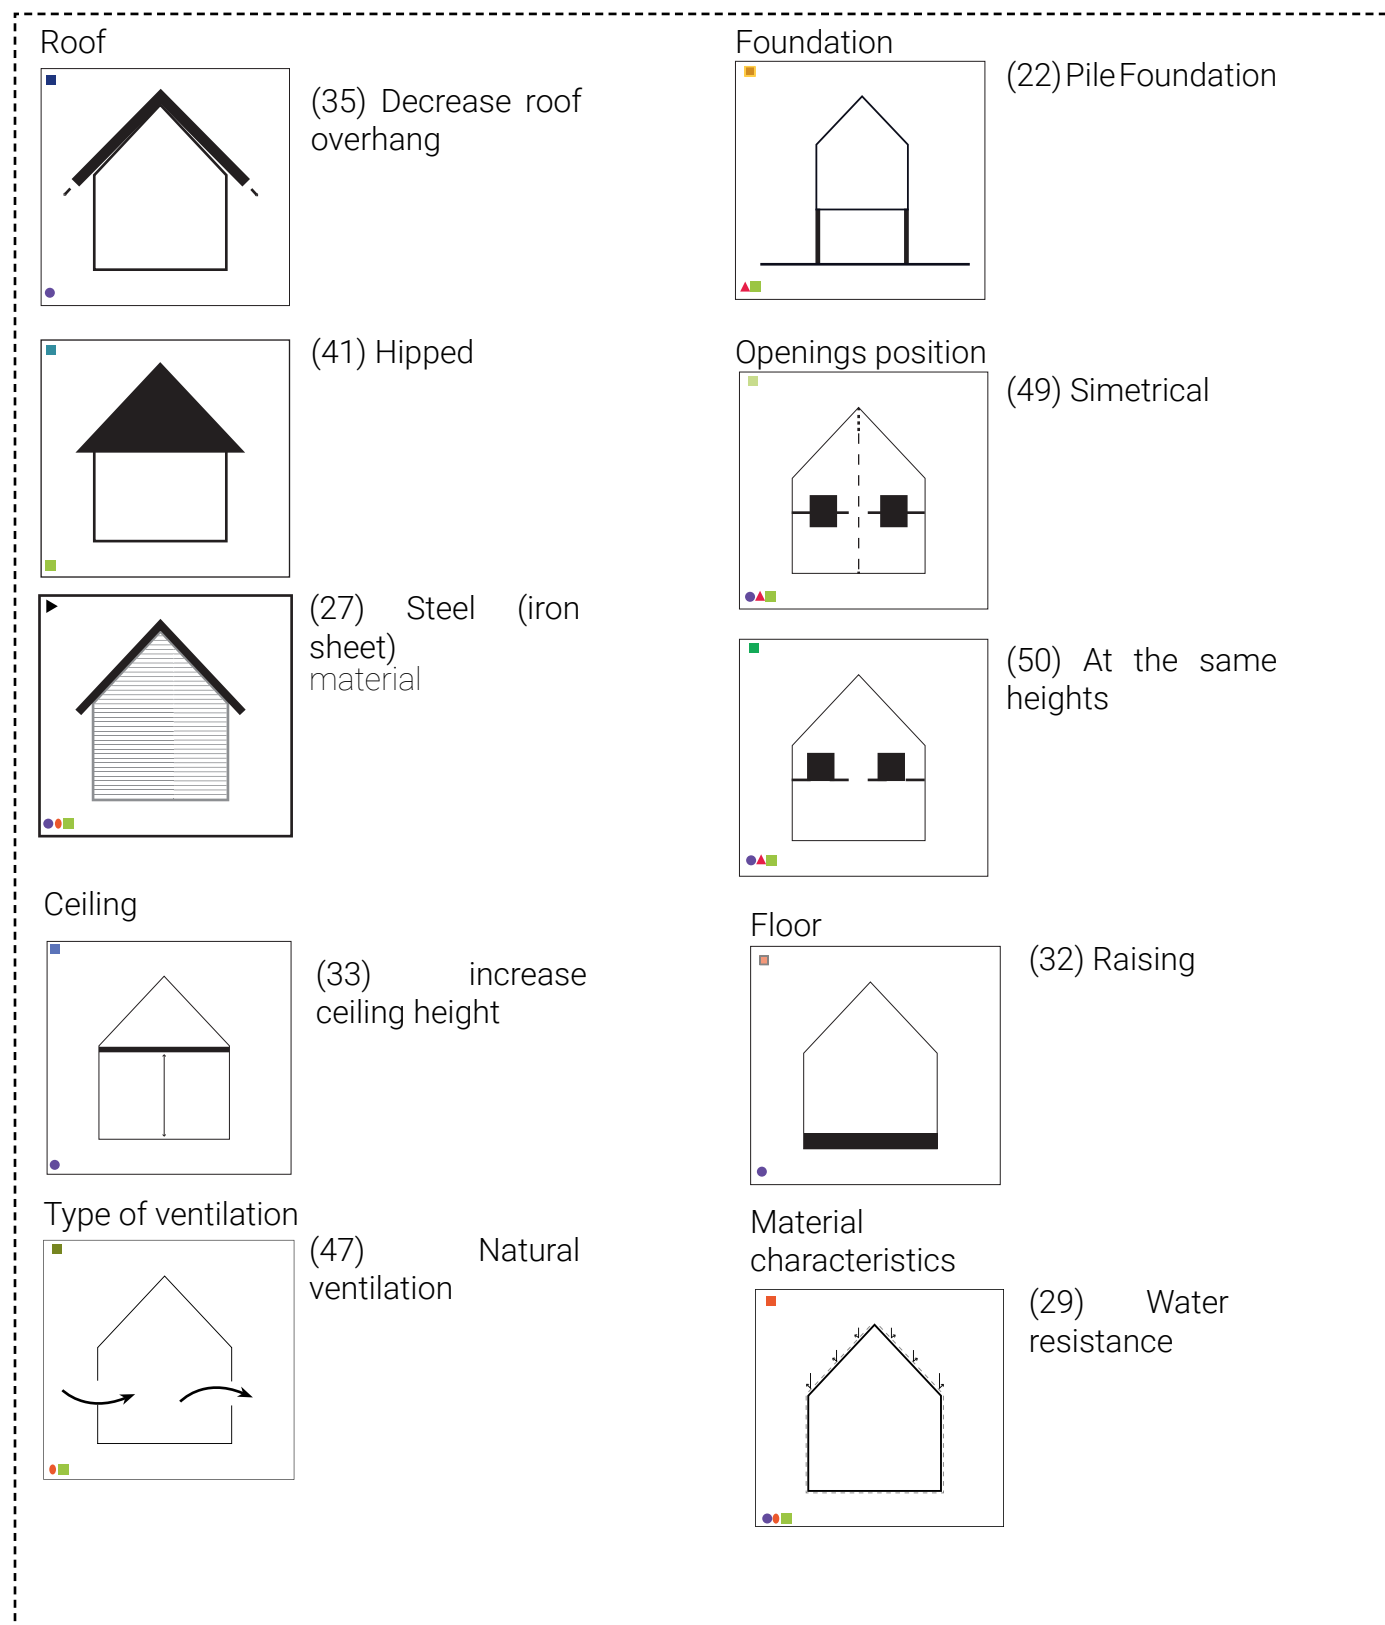 Roof
(35) Decrease roof
overhang
(41) Hipped
(27) Steel (iron
sheet)
material
Ceiling
(33) increase
ceiling height
Type of ventilation
(47) Natural
ventilation
Foundation
(22) Pile Foundation
Openings position
(49) Simetrical
(50) At the same
heights
Floor
(32) Raising
Material
characteristics
(29) Water
resistance